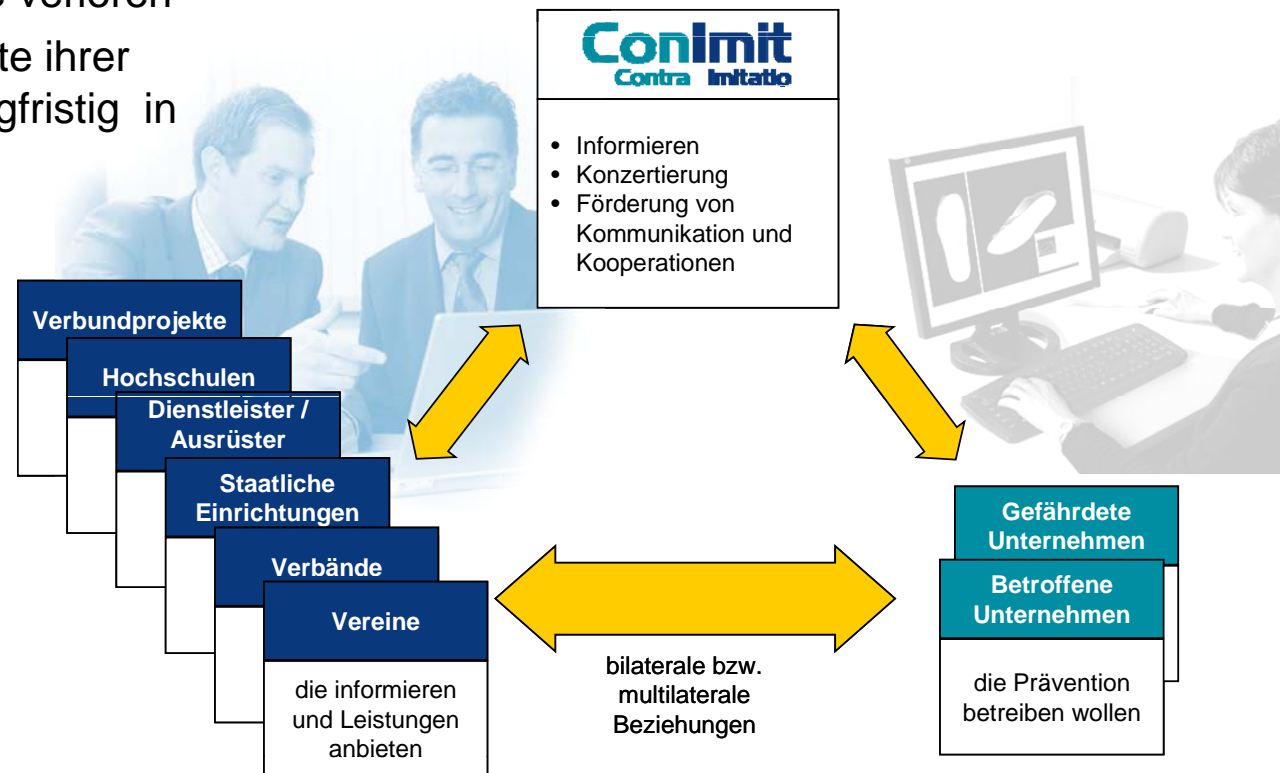 verloren
te ihrer
gfristig in
ConImit
Contra Imitatio
• Informieren
• Konzertierung
• Förderung von
Kommunikation und
Kooperationen
Verbundprojekte
Hochschulen
Dienstleister /
Ausrüster
Staatliche
Einrichtungen
Verbände
Vereine
die informieren
und Leistungen
anbieten
bilaterale bzw.
multilaterale
Beziehungen
Gefährdete
Unternehmen
Betroffene
Unternehmen
die Prävention
betreiben wollen